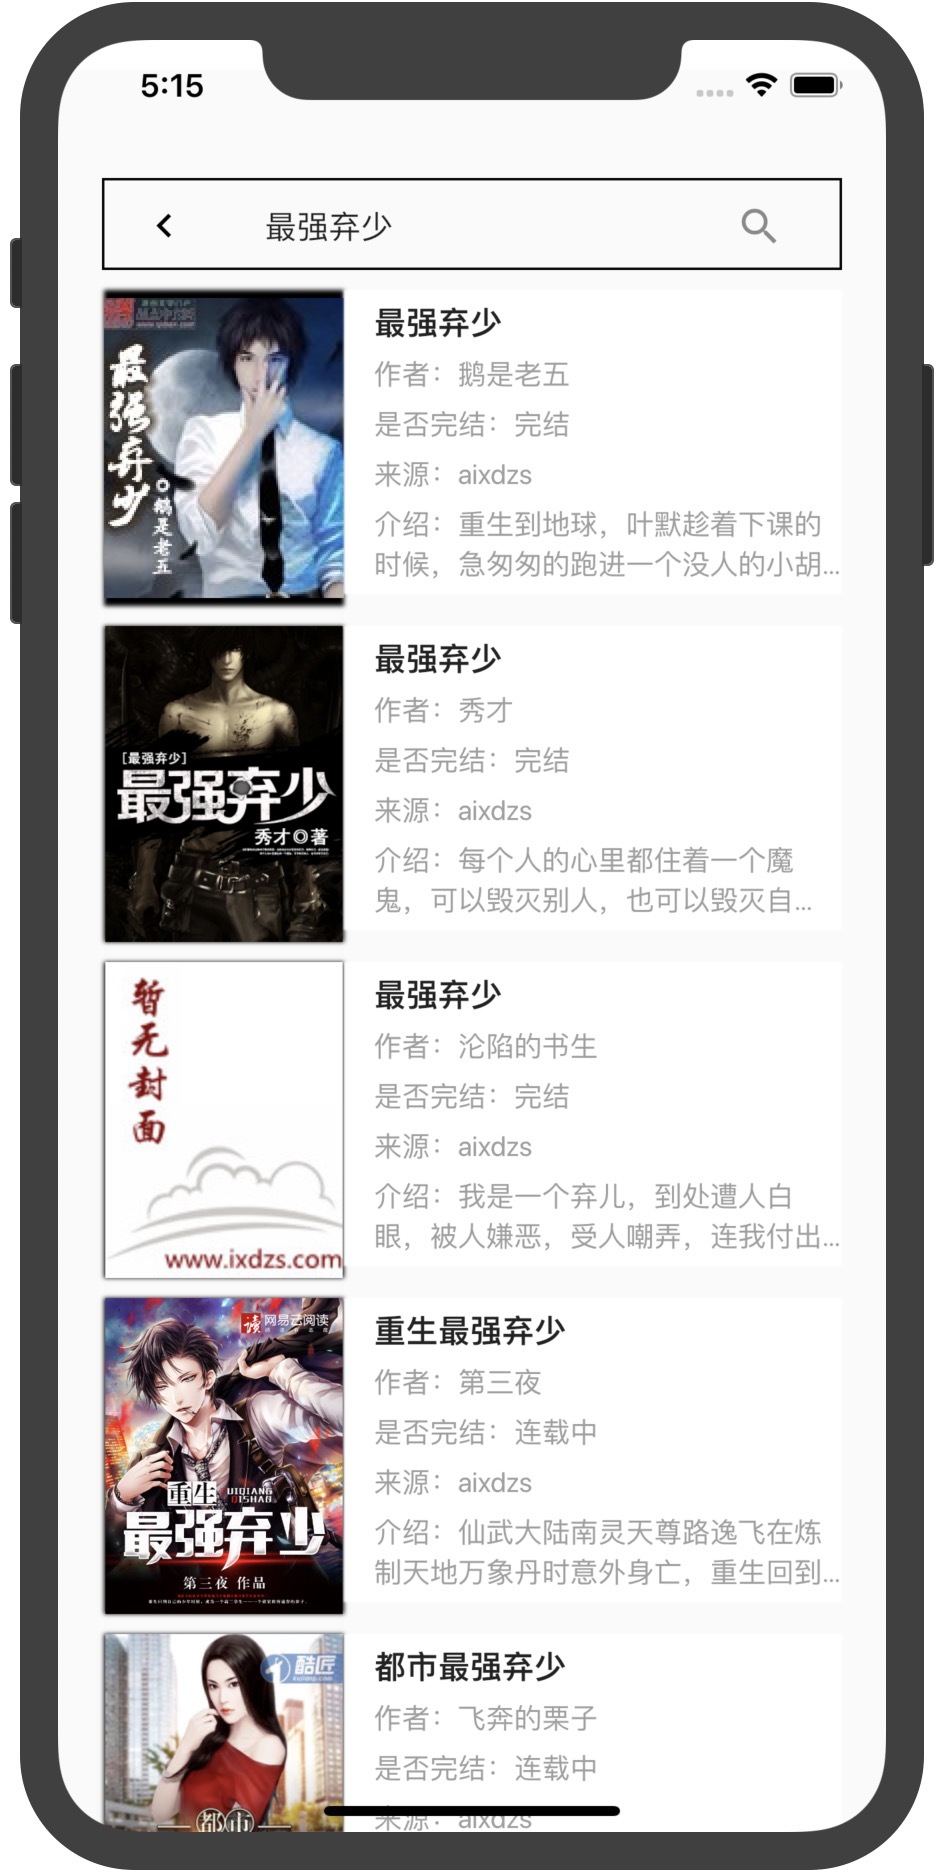 5:15
最强弃少
最强弃少
鹅是老五
最强弃少
作者：鹅是老五
是否完结：完结
来源：aixdzs
介绍：重生到地球，叶默趁着下课的
时候，急匆匆的跑进一个没人的小胡...
[最强弃少]
最强弃少
秀才◎著
最强弃少
作者：秀才
是否完结：完结
来源：aixdzs
介绍：每个人的心里都住着一个魔
鬼，可以毁灭别人，也可以毁灭自...
暂无封面
www.ixdzs.com
最强弃少
作者：沦陷的书生
是否完结：完结
来源：aixdzs
介绍：我是一个弃儿，到处遭人白
眼，被人嫌恶，受人嘲弄，连我付出...
读 网易云阅读
重生
UIQIANG
QISHAO
最强弃少
第三夜 作品
重生最强弃少
作者：第三夜
是否完结：连载中
来源：aixdzs
介绍：仙武大陆南灵天尊路逸飞在炼
制天地万象丹时意外身亡，重生回到...
酷匠
都市
都市最强弃少
作者：飞奔的栗子
是否完结：连载中
来源：aixdzs